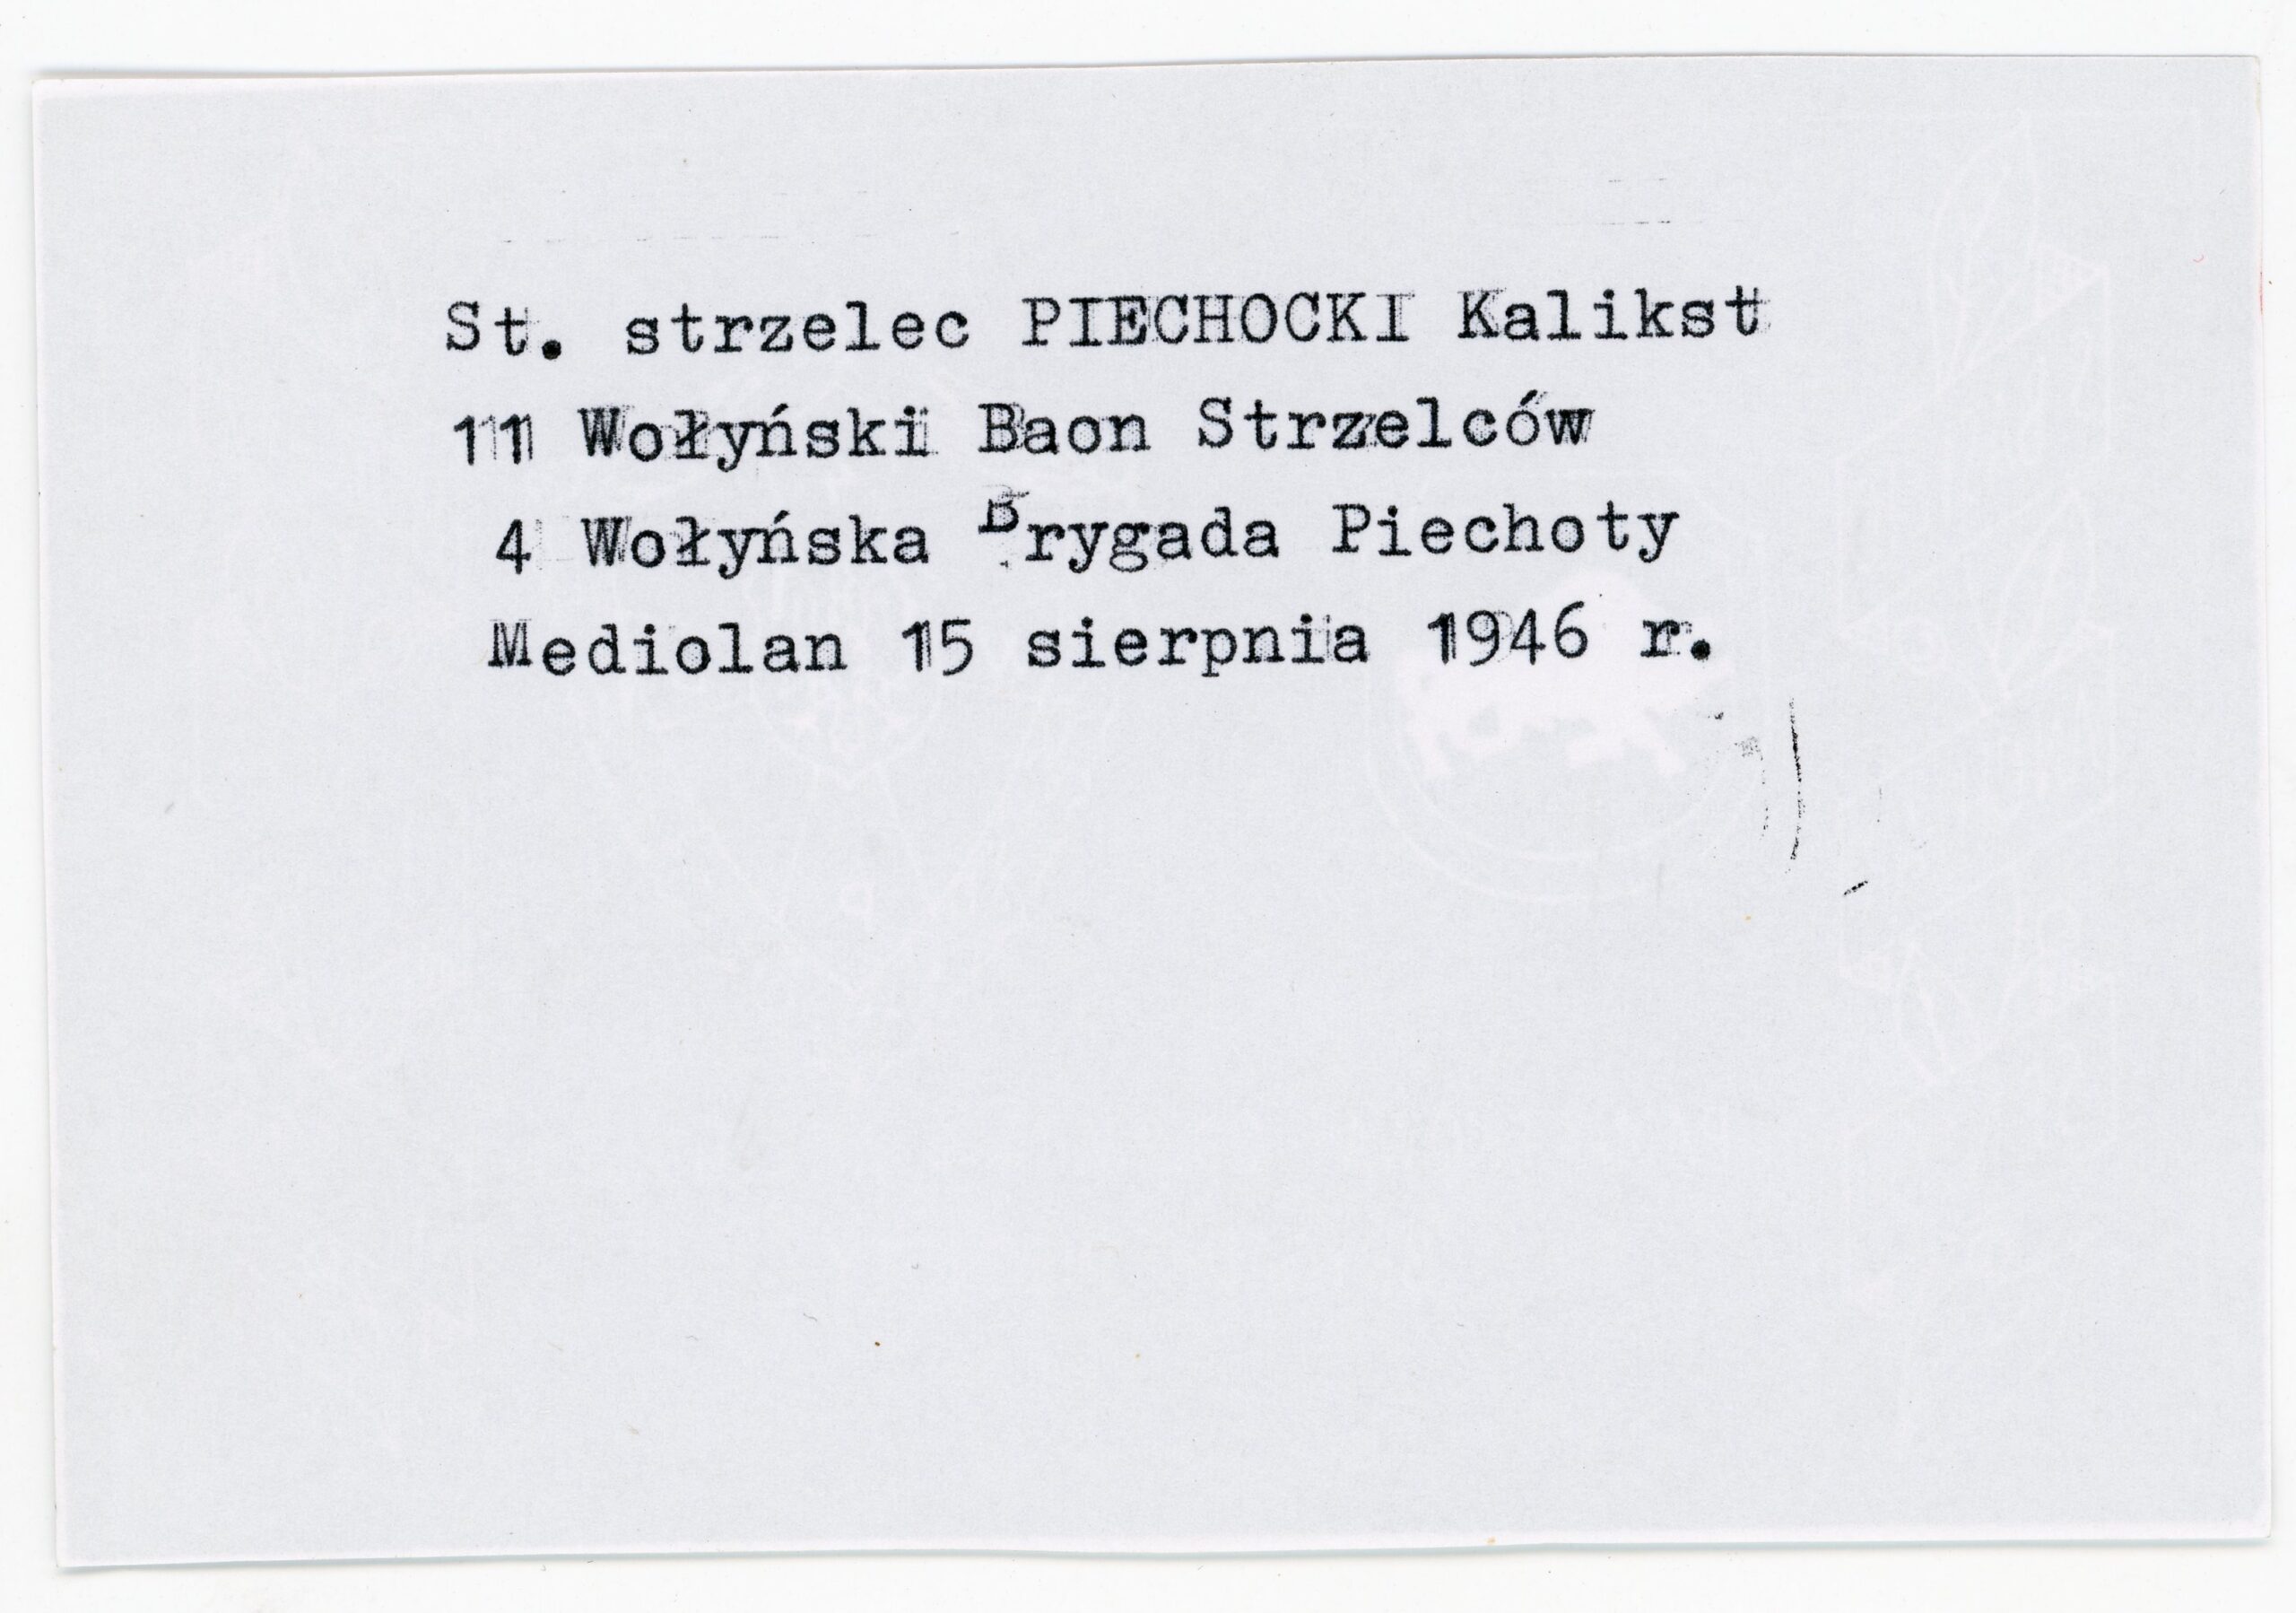 St. strzelec PIECHOCKI Kalikst
11 Wołyński Baon Strzelców
4 Wołyńska Brygada Piechoty
Mediolan 15 sierpnia 1946 r.